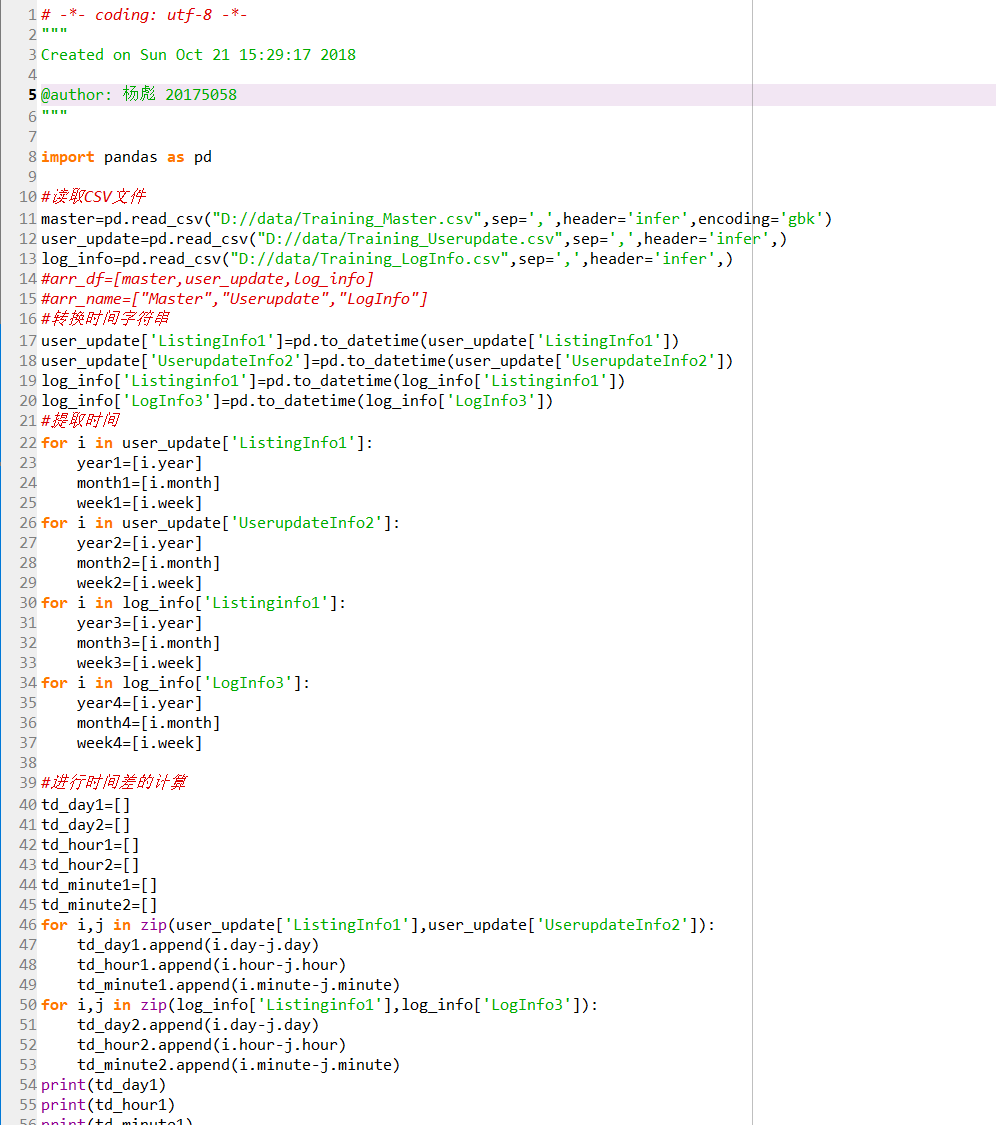 1 # -*- coding: utf-8 -*-
2 """
3 Created on Sun Oct 21 15:29:17 2018
4
5 @author: 杨彪 20175058
6 """
7
8 import pandas as pd
9
10 #读取CSV文件
11 master=pd.read_csv("D://data/Training_Master.csv",sep=',',header='infer',encoding='gbk')
12 user_update=pd.read_csv("D://data/Training_Userupdate.csv",sep=',',header='infer',)
13 log_info=pd.read_csv("D://data/Training_LogInfo.csv",sep=',',header='infer',)
14 #arr_df=[master,user_update,log_info]
15 #arr_name=["Master","Userupdate","LogInfo"]
16 #转换时间字符串
17 user_update['ListingInfo1']=pd.to_datetime(user_update['ListingInfo1'])
18 user_update['UserupdateInfo2']=pd.to_datetime(user_update['UserupdateInfo2'])
19 log_info['Listinginfo1']=pd.to_datetime(log_info['Listinginfo1'])
20 log_info['LogInfo3']=pd.to_datetime(log_info['LogInfo3'])
21 #提取时间
22 for i in user_update['ListingInfo1']:
23     year1=[i.year]
24     month1=[i.month]
25     week1=[i.week]
26 for i in user_update['UserupdateInfo2']:
27     year2=[i.year]
28     month2=[i.month]
29     week2=[i.week]
30 for i in log_info['Listinginfo1']:
31     year3=[i.year]
32     month3=[i.month]
33     week3=[i.week]
34 for i in log_info['LogInfo3']:
35     year4=[i.year]
36     month4=[i.month]
37     week4=[i.week]
38
39 #进行时间差的计算
40 td_day1=[]
41 td_day2=[]
42 td_hour1=[]
43 td_hour2=[]
44 td_minute1=[]
45 td_minute2=[]
46 for i,j in zip(user_update['ListingInfo1'],user_update['UserupdateInfo2']):
47     td_day1.append(i.day-j.day)
48     td_hour1.append(i.hour-j.hour)
49     td_minute1.append(i.minute-j.minute)
50 for i,j in zip(log_info['Listinginfo1'],log_info['LogInfo3']):
51     td_day2.append(i.day-j.day)
52     td_hour2.append(i.hour-j.hour)
53     td_minute2.append(i.minute-j.minute)
54 print(td_day1)
55 print(td_hour1)
56 print(td_minute1)